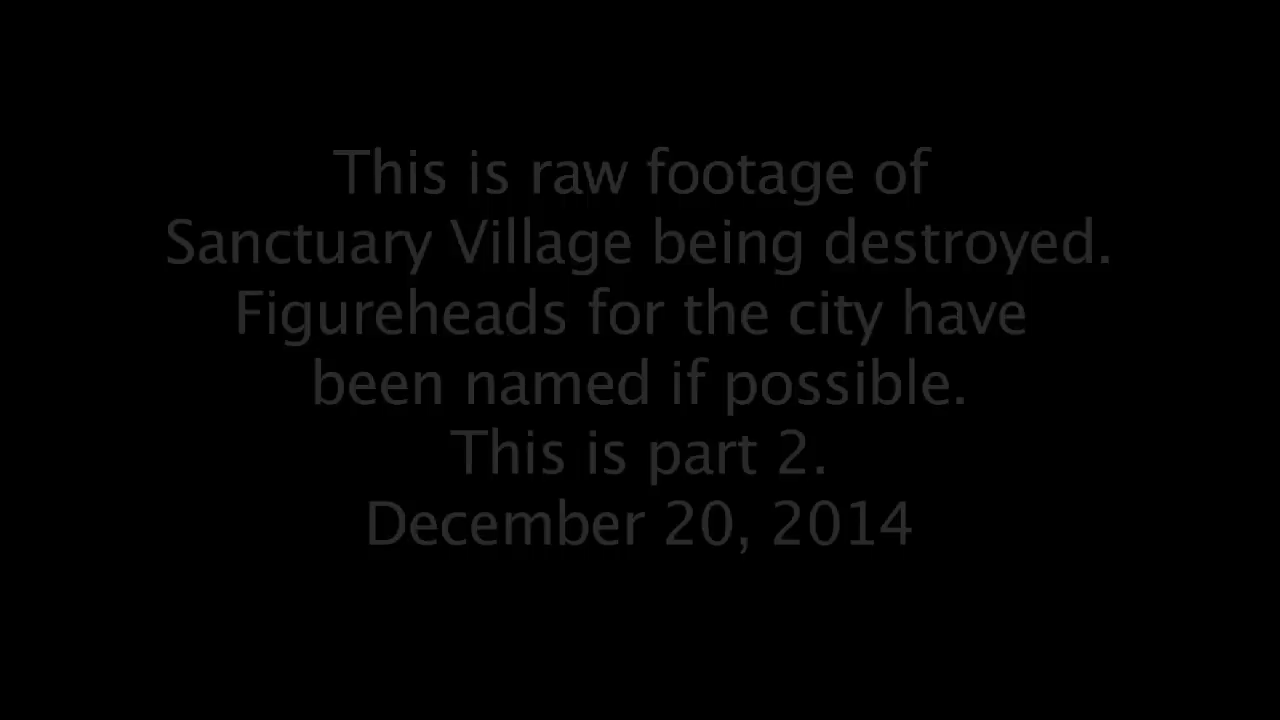 This is raw footage of
Sanctuary Village being destroyed.
Figureheads for the city have
been named if possible.
This is part 2.
December 20, 2014